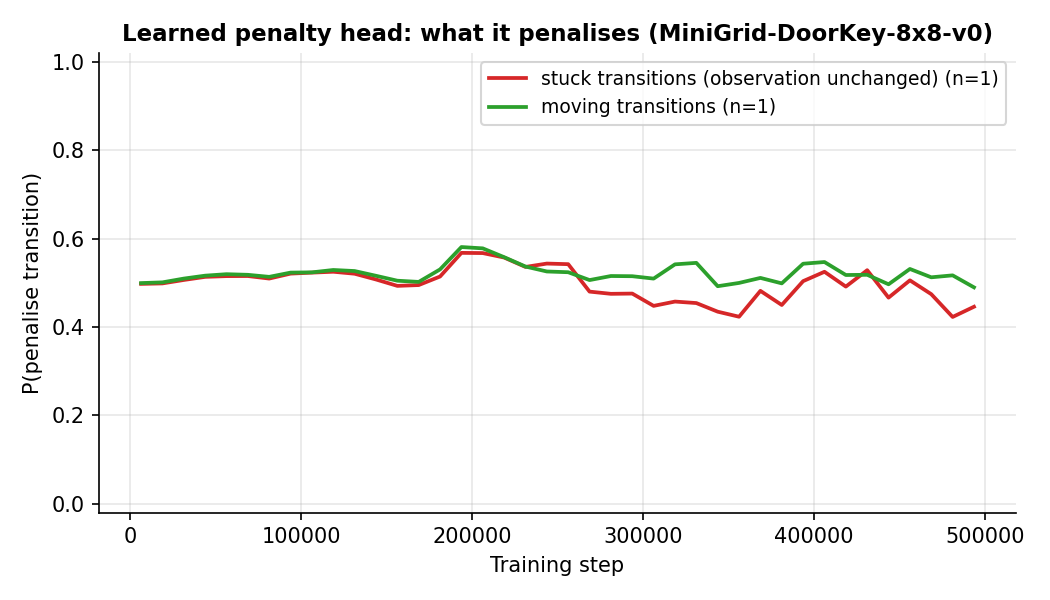 Learned penalty head: what it penalises (MiniGrid-DoorKey-8x8-v0)
stuck transitions (observation unchanged) (n=1)
moving transitions (n=1)
P(penalise transition)
1.0
0.8
0.6
0.4
0.2
0.0
0 100000 200000 300000 400000 500000
Training step